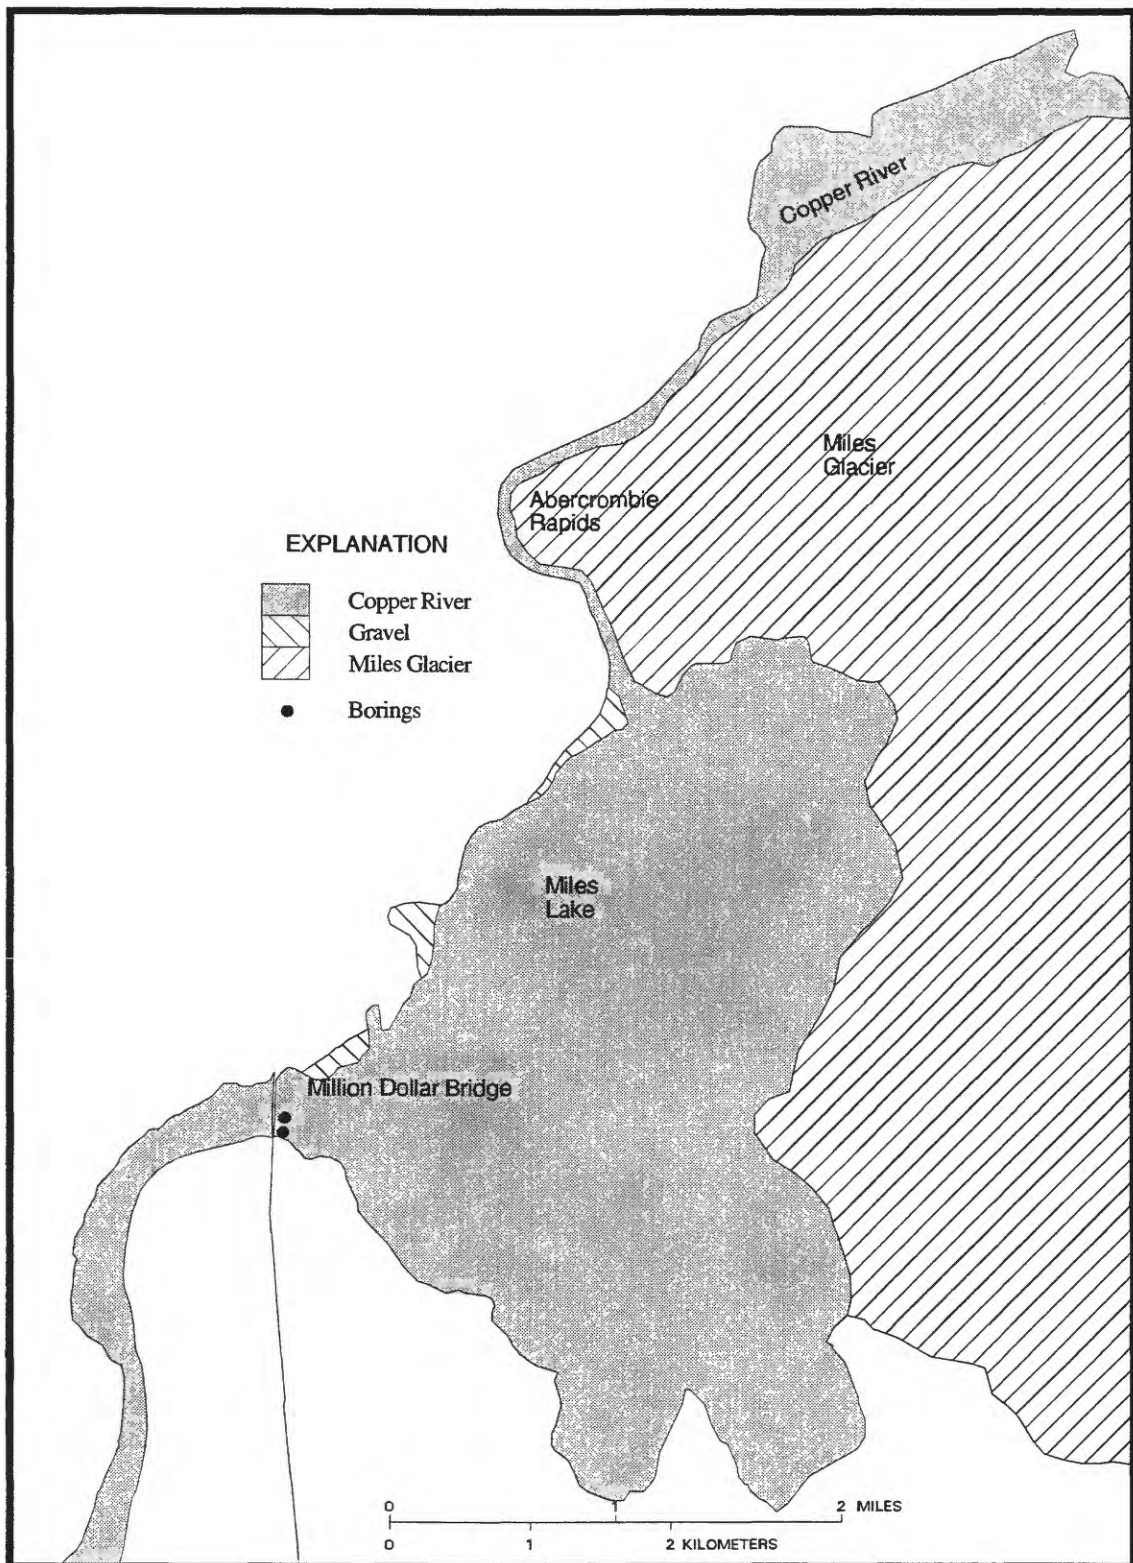 Copper River
Miles
Glacier
Abercrombie
Rapids
EXPLANATION
Copper River
Gravel
Miles Glacier
Borings
Miles
Lake
Million Dollar Bridge
0 1 2 MILES
0 1 2 KILOMETERS